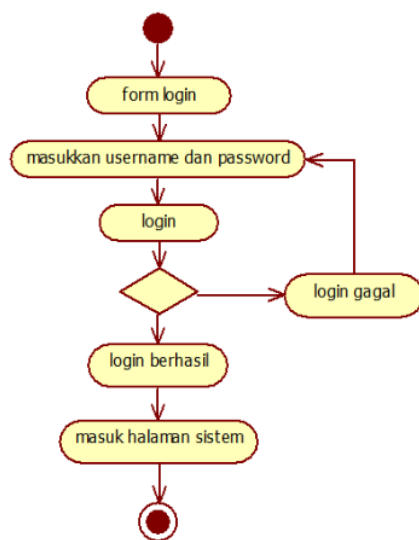 form login
masukkan username dan password
login
login gagal
login berhasil
masuk halaman sistem